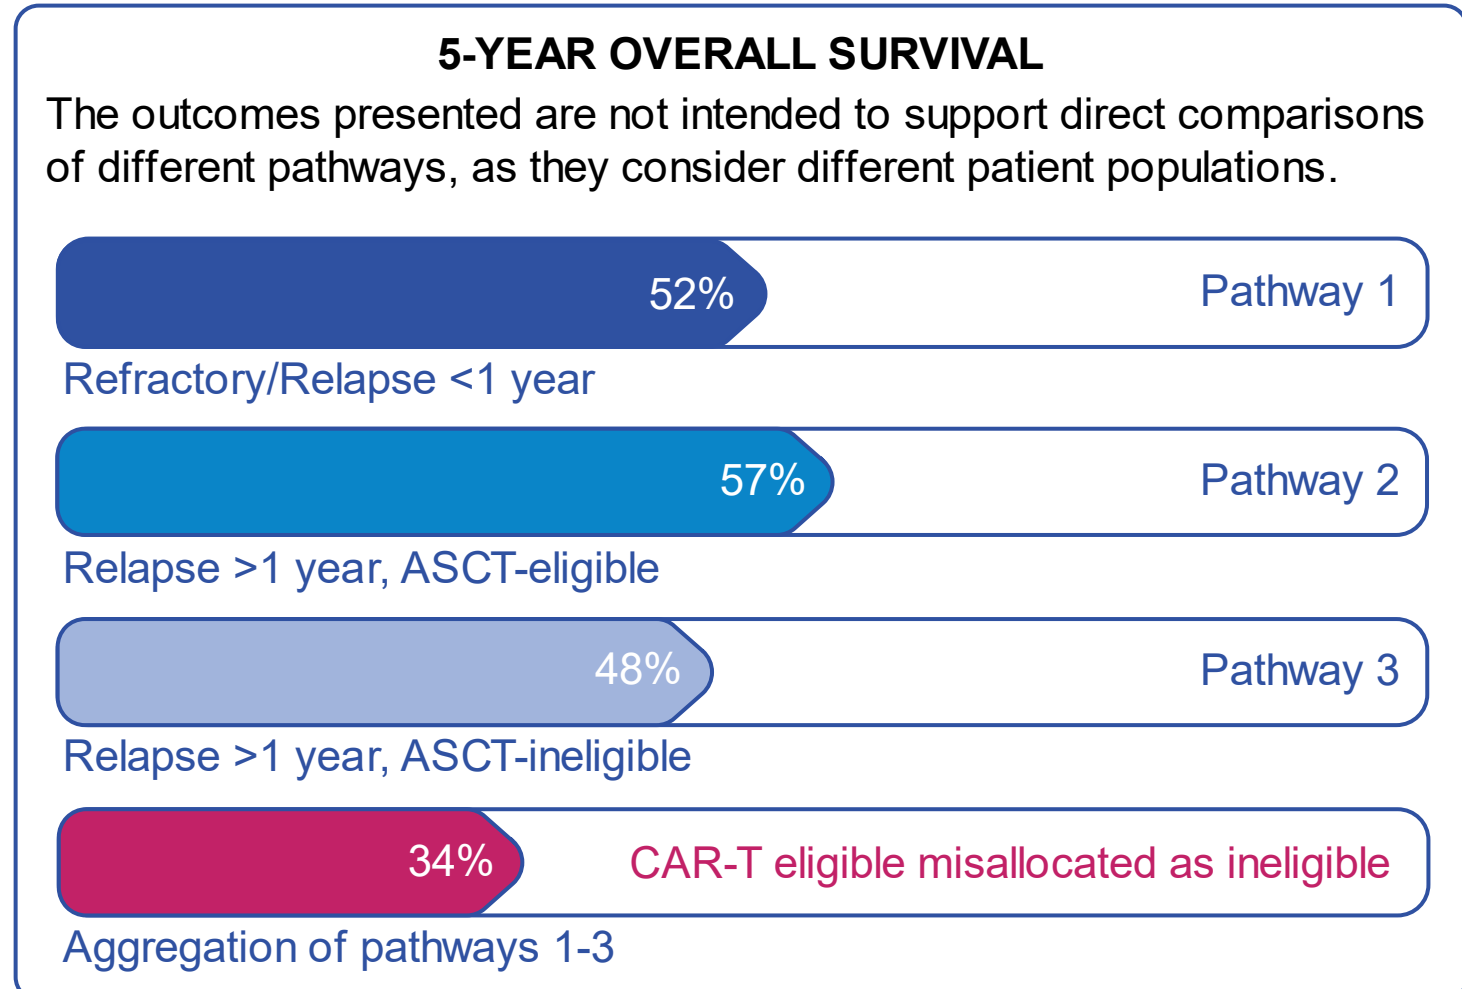 5-YEAR OVERALL SURVIVAL
The outcomes presented are not intended to support direct comparisons
of different pathways, as they consider different patient populations.
52%
Pathway 1
Refractory/Relapse <1 year
57%
Pathway 2
Relapse >1 year, ASCT-eligible
48%
Pathway 3
Relapse >1 year, ASCT-ineligible
34%
CAR-T eligible misallocated as ineligible
Aggregation of pathways 1-3